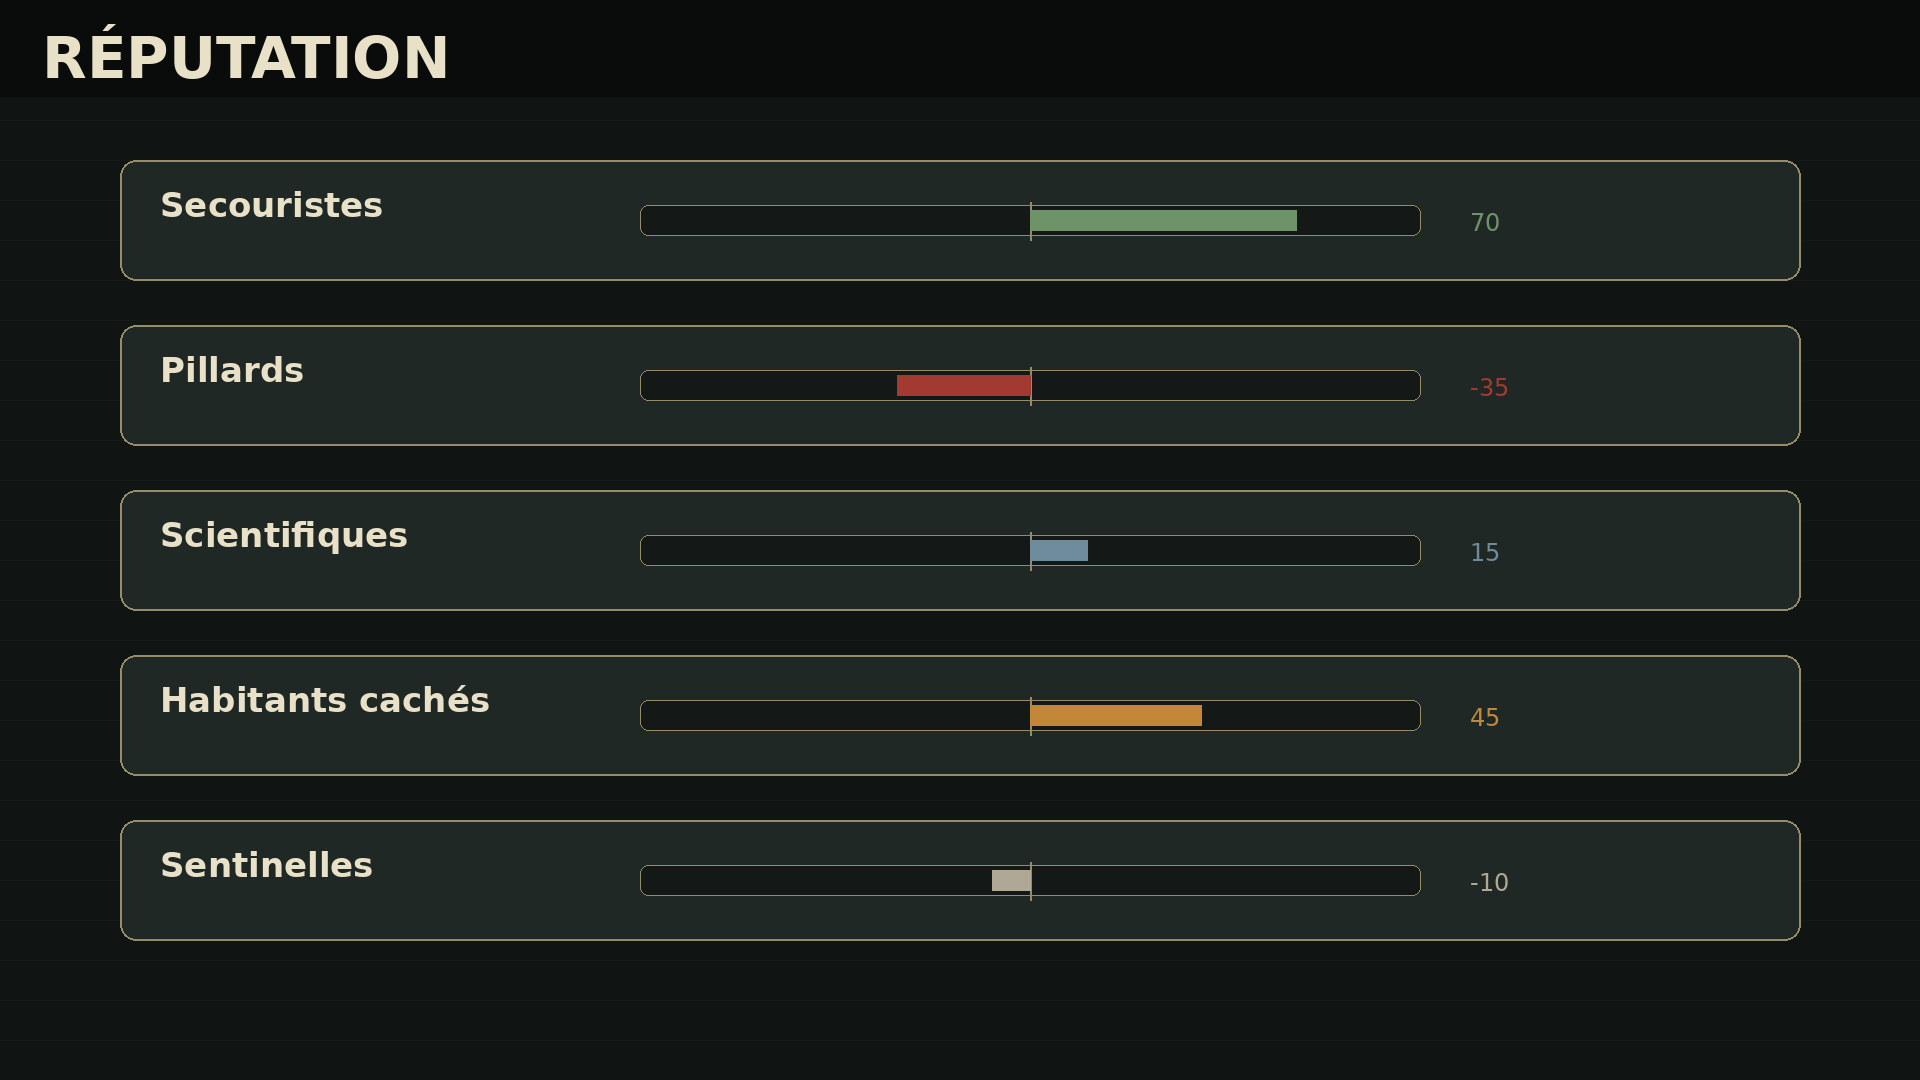 RÉPUTATION
Secouristes
70
Pillards
-35
Scientifiques
15
Habitants cachés
45
Sentinelles
-10